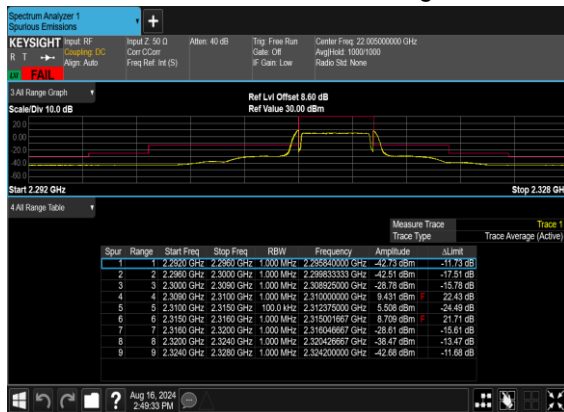 Spectrum Analyzer 1
Spurious Emissions
KEYSIGHT Input: RF Input Z: 50 Ω Atten: 40 dB Trig: Free Run Center Freq: 22.005000000 GHz
R T Coupling: DC Corr CCorr Gate: Off Avg|Hold: 1000/1000
Align: Auto Freq Ref: Int (S) IF Gain: Low Radio Std: None
LW FAIL
3 All Range Graph
Ref Lvl Offset 8.60 dB
Scale/Div 10.0 dB Ref Value 30.00 dBm
20.0
0.00
-20.0
-40.0
-60.0
Start 2.292 GHz Stop 2.328 GH
4 All Range Table
Measure Trace Trace 1
Trace Type Trace Average (Active)
Spur Range Start Freq Stop Freq RBW Frequency Amplitude ΔLimit
1 1 2.2920 GHz 2.2960 GHz 1.000 MHz 2.295840000 GHz -42.73 dBm -11.73 dB
2 2 2.2960 GHz 2.3000 GHz 1.000 MHz 2.299833333 GHz -42.51 dBm -17.51 dB
3 3 2.3000 GHz 2.3090 GHz 1.000 MHz 2.308925000 GHz -28.78 dBm -15.78 dB
4 4 2.3090 GHz 2.3100 GHz 1.000 MHz 2.310000000 GHz 9.431 dBm F 22.43 dB
5 5 2.3100 GHz 2.3150 GHz 100.0 kHz 2.312375000 GHz 5.508 dBm -24.49 dB
6 6 2.3150 GHz 2.3160 GHz 1.000 MHz 2.315001667 GHz 8.709 dBm F 21.71 dB
7 7 2.3160 GHz 2.3200 GHz 1.000 MHz 2.316046667 GHz -28.61 dBm -15.61 dB
8 8 2.3200 GHz 2.3240 GHz 1.000 MHz 2.320426667 GHz -38.47 dBm -13.47 dB
9 9 2.3240 GHz 2.3280 GHz 1.000 MHz 2.324200000 GHz -42.68 dBm -11.68 dB
? Aug 16, 2024
2:49:33 PM